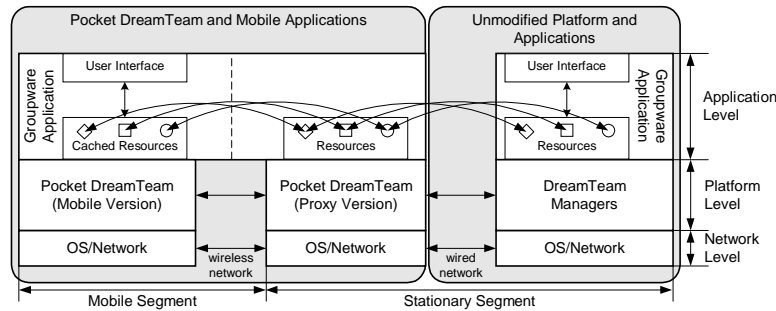 Pocket DreamTeam and Mobile Applications
Unmodified Platform and
Applications
Groupware
Application
User Interface
Cached Resources
Resources
User Interface
Resources
Groupware
Application
Application
Level
Pocket DreamTeam
(Mobile Version)
Pocket DreamTeam
(Proxy Version)
DreamTeam
Managers
Platform
Level
OS/Network
wireless
network
OS/Network
wired
network
OS/Network
Network
Level
Mobile Segment
Stationary Segment